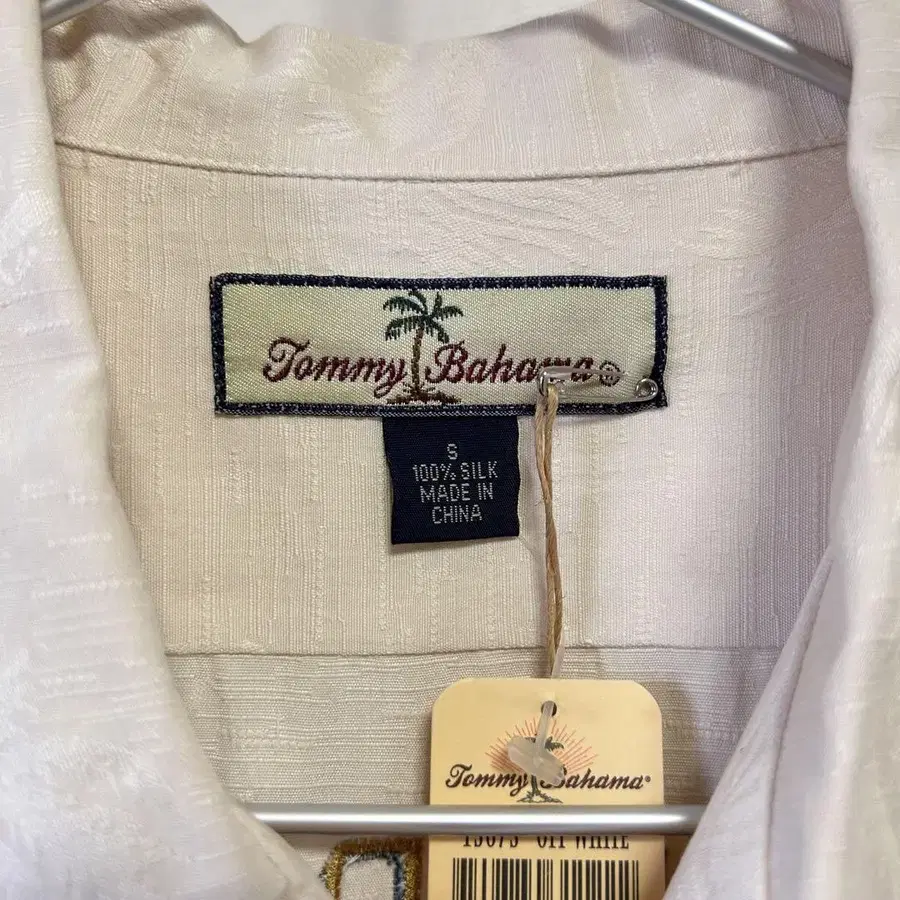 Tommy Bahama®
S
100% SILK
MADE IN
CHINA
Tommy Bahama®
OFF WHITE